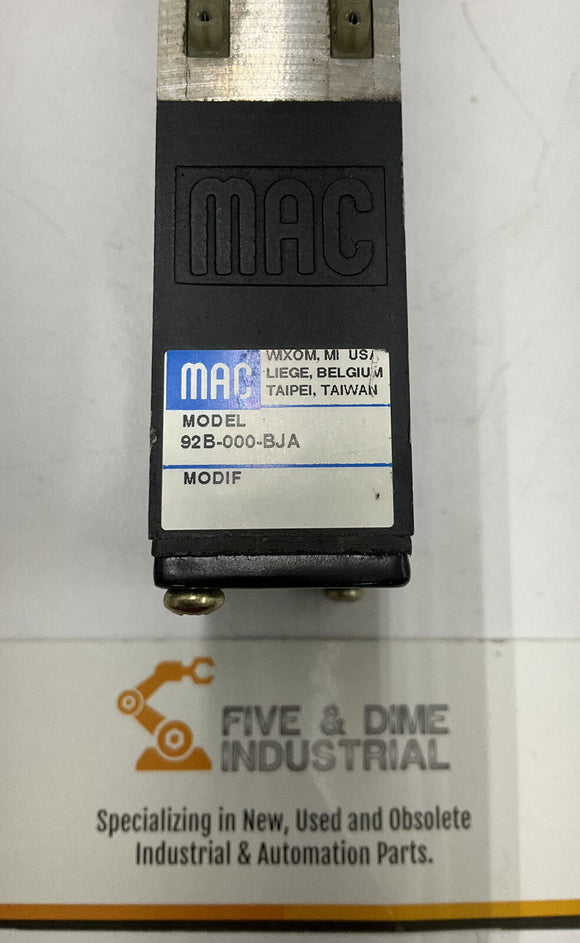 MAC
WIXOM, MI USA
MAC
LIEGE, BELGIUM
TAIPEI, TAIWAN
MODEL
92B-000-BJA
MODIF
FIVE & DIME
INDUSTRIAL
Specializing in New, Used and Obsolete
Industrial & Automation Parts.